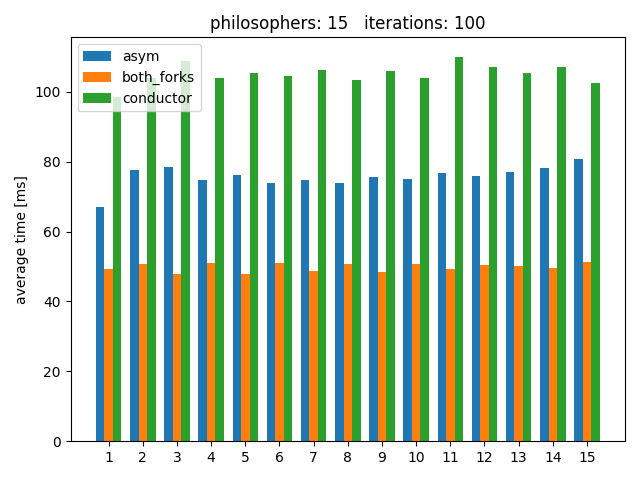 philosophers: 15   iterations: 100
asym
both_forks
conductor
average time [ms]
100
80
60
40
20
0
1 2 3 4 5 6 7 8 9 10 11 12 13 14 15